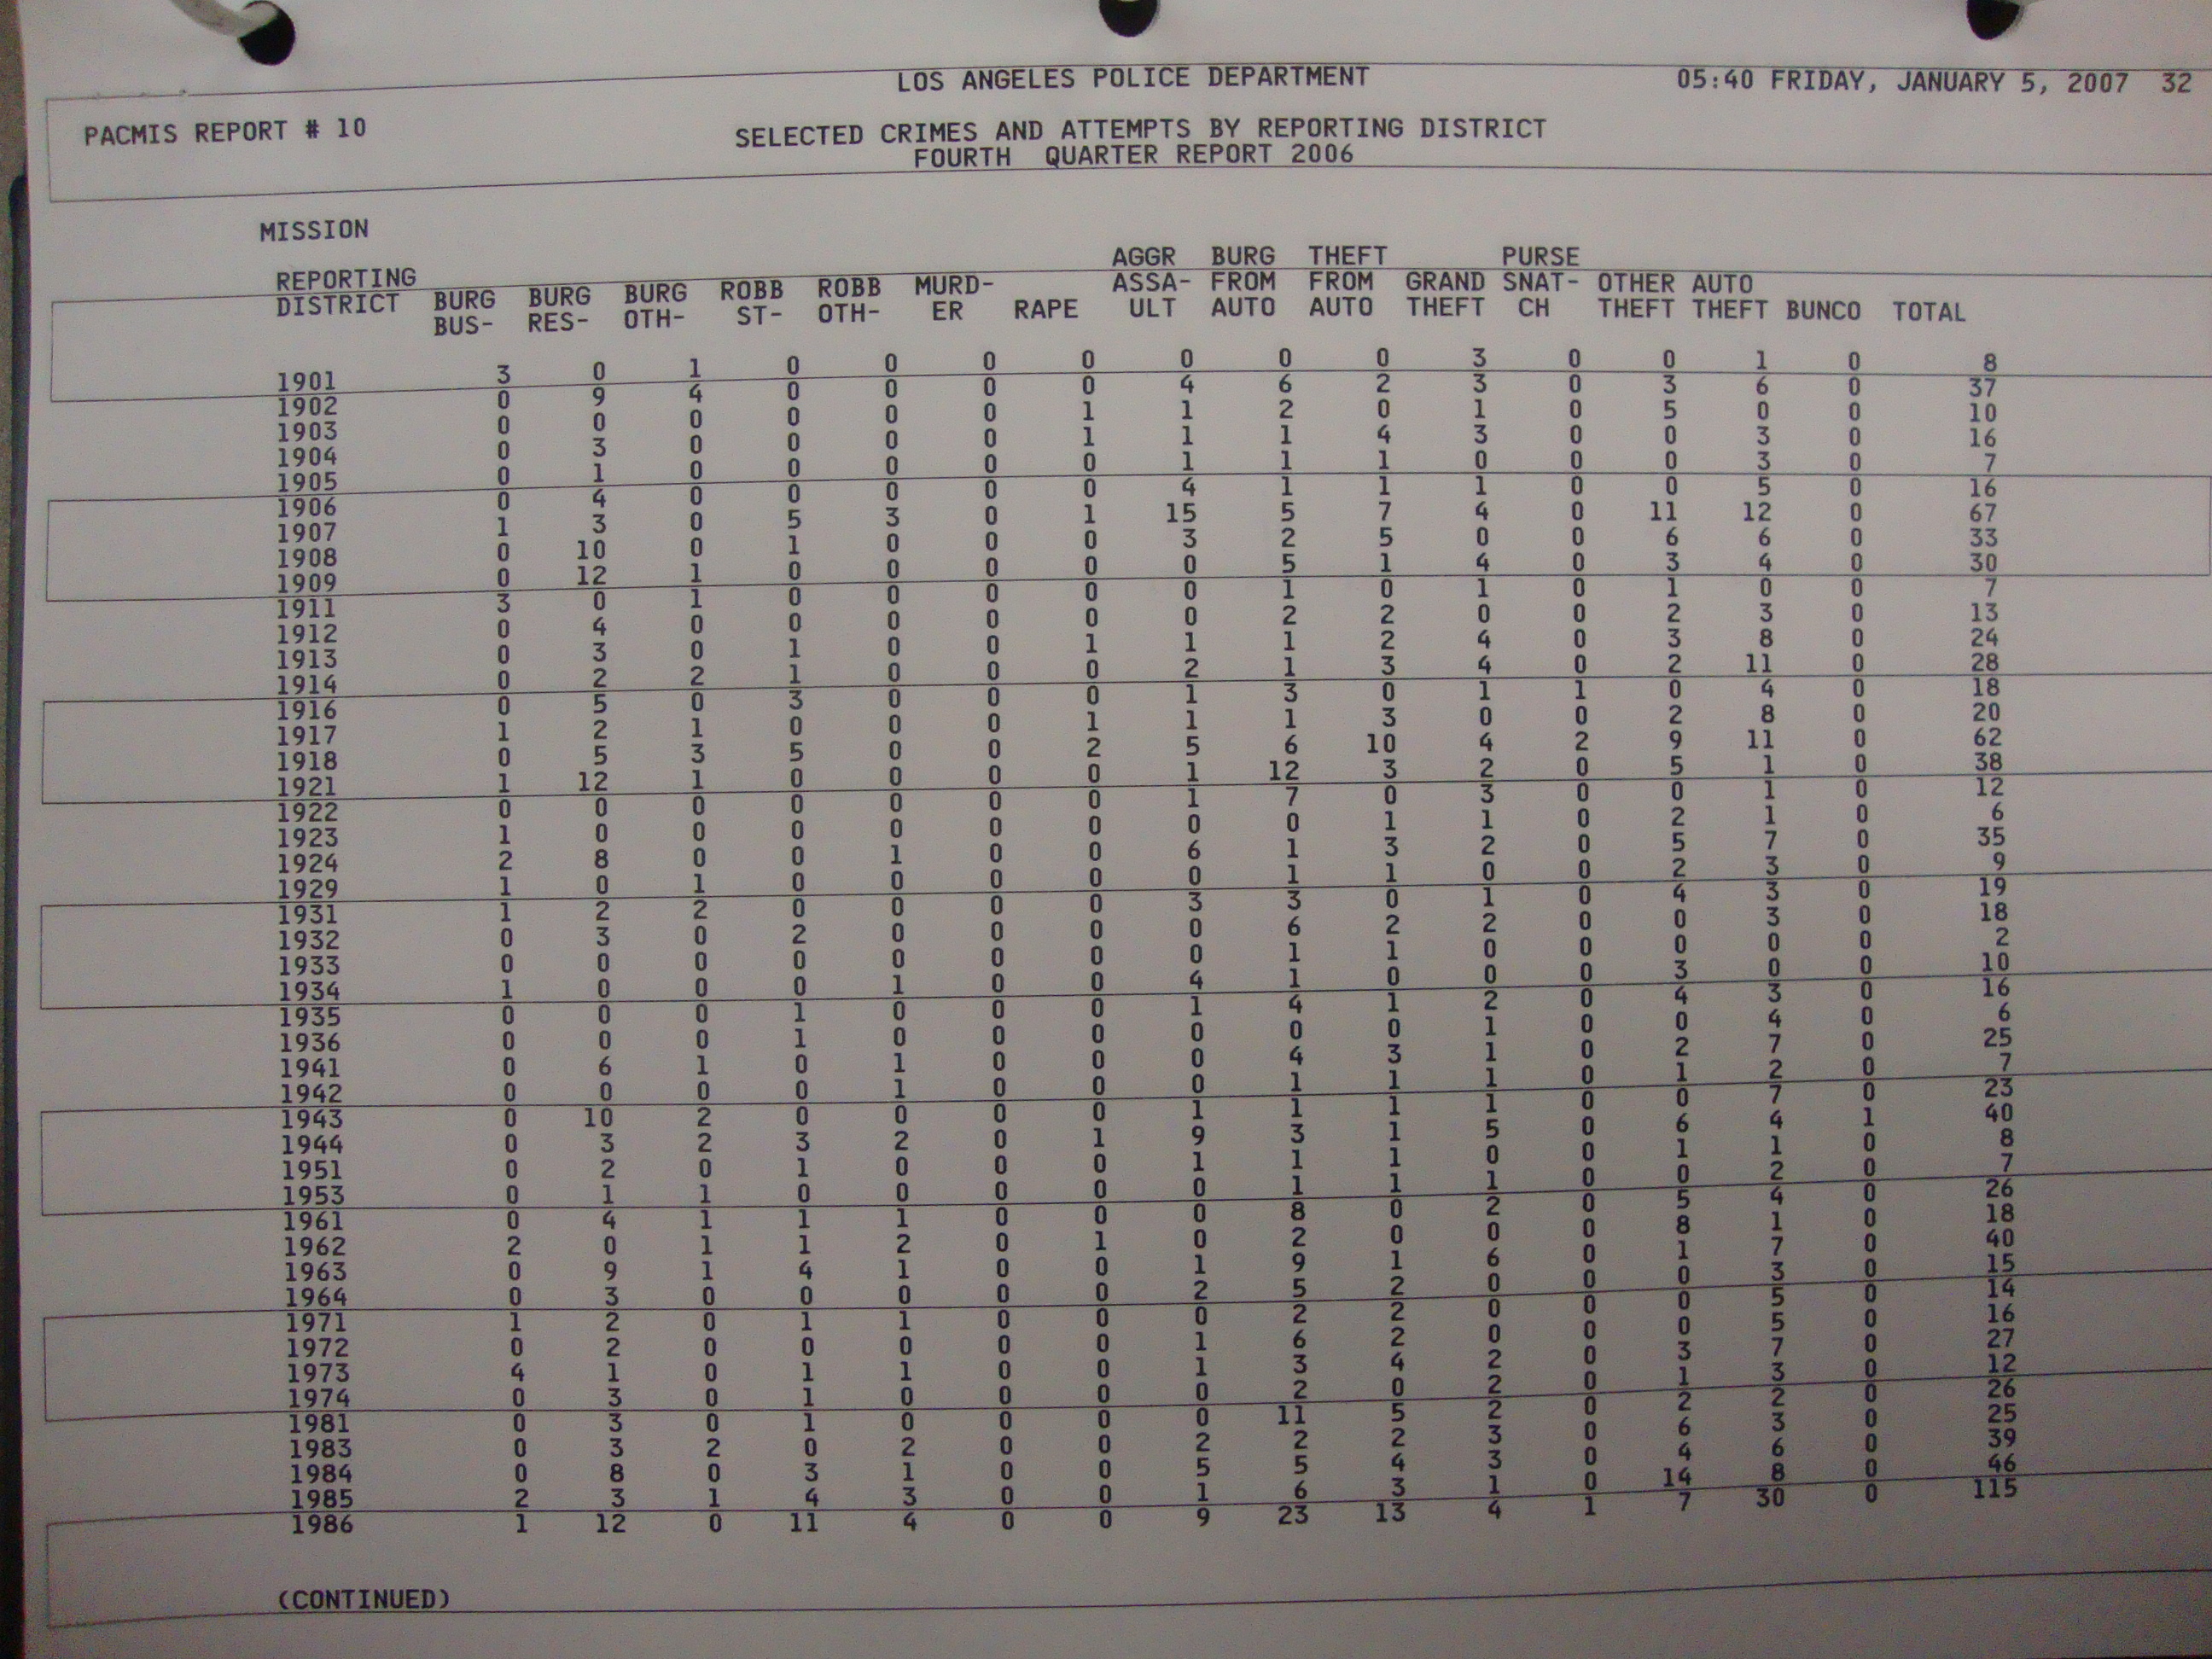 LOS ANGELES POLICE DEPARTMENT 05:40 FRIDAY, JANUARY 5, 2007 32
PACMIS REPORT # 10 SELECTED CRIMES AND ATTEMPTS BY REPORTING DISTRICT
FOURTH QUARTER REPORT 2006
MISSION
AGGR BURG THEFT PURSE
REPORTING BURG BURG BURG ROBB ROBB MURD- ASSA- FROM FROM GRAND SNAT- OTHER AUTO
DISTRICT BUS- RES- OTH- ST- OTH- ER RAPE ULT AUTO AUTO THEFT CH THEFT THEFT BUNCO TOTAL
1901 3 0 1 0 0 0 0 0 0 0 3 0 0 1 0 8
1902 0 9 4 0 0 0 0 4 6 2 3 0 3 6 0 37
1903 0 0 0 0 0 0 1 1 2 0 1 0 5 0 0 10
1904 0 3 0 0 0 0 1 1 1 4 3 0 0 3 0 16
1905 0 1 0 0 0 0 0 1 1 1 0 0 0 3 0 7
1906 0 4 0 0 0 0 0 4 1 1 1 0 0 5 0 16
1907 1 3 0 5 3 0 1 15 5 7 4 0 11 12 0 67
1908 0 10 0 1 0 0 0 3 2 5 0 0 6 6 0 33
1909 0 12 1 0 0 0 0 0 5 1 4 0 3 4 0 30
1911 3 0 1 0 0 0 0 0 1 0 1 0 1 0 0 7
1912 0 4 0 0 0 0 0 0 2 2 0 0 2 3 0 13
1913 0 3 0 1 0 0 1 1 1 2 4 0 3 8 0 24
1914 0 2 2 1 0 0 0 2 1 3 4 0 2 11 0 28
1916 0 5 0 3 0 0 0 1 3 0 1 1 0 4 0 18
1917 1 2 1 0 0 0 1 1 1 3 0 0 2 8 0 20
1918 0 5 3 5 0 0 2 5 6 10 4 2 9 11 0 62
1921 1 12 1 0 0 0 0 1 12 3 2 0 5 1 0 38
1922 0 0 0 0 0 0 0 1 7 0 3 0 0 1 0 12
1923 1 0 0 0 0 0 0 0 0 1 1 0 2 1 0 6
1924 2 8 0 0 1 0 0 6 1 3 2 0 5 7 0 35
1929 1 0 1 0 0 0 0 0 1 1 0 0 2 3 0 9
1931 1 2 2 0 0 0 0 3 3 0 1 0 4 3 0 19
1932 0 3 0 2 0 0 0 0 6 2 2 0 0 3 0 18
1933 0 0 0 0 0 0 0 0 1 1 0 0 0 0 0 2
1934 1 0 0 0 1 0 0 4 1 0 0 0 3 0 0 10
1935 0 0 0 1 0 0 0 1 4 1 2 0 4 3 0 16
1936 0 0 0 1 0 0 0 0 0 0 1 0 0 4 0 6
1941 0 6 1 0 1 0 0 0 4 3 1 0 2 7 0 25
1942 0 0 0 0 1 0 0 0 1 1 1 0 1 2 0 7
1943 0 10 2 0 0 0 0 1 1 1 1 0 0 7 0 23
1944 0 3 2 3 2 0 1 9 3 1 5 0 6 4 1 40
1951 0 2 0 1 0 0 0 1 1 1 0 0 1 1 0 8
1953 0 1 1 0 0 0 0 0 1 1 1 0 0 2 0 7
1961 0 4 1 1 1 0 0 0 8 0 2 0 5 4 0 26
1962 2 0 1 1 2 0 1 0 2 0 0 0 8 1 0 18
1963 0 9 1 4 1 0 0 1 9 1 6 0 1 7 0 40
1964 0 3 0 0 0 0 0 2 5 2 0 0 0 3 0 15
1971 1 2 0 1 1 0 0 0 2 2 0 0 0 5 0 14
1972 0 2 0 0 0 0 0 1 6 2 0 0 0 5 0 16
1973 4 1 0 1 1 0 0 1 3 4 2 0 3 7 0 27
1974 0 3 0 1 0 0 0 0 2 0 2 0 1 3 0 12
1981 0 3 0 1 0 0 0 0 11 5 2 0 2 2 0 26
1983 0 3 2 0 2 0 0 2 2 2 3 0 6 3 0 25
1984 0 8 0 3 1 0 0 5 5 4 3 0 4 6 0 39
1985 2 3 1 4 3 0 0 1 6 3 1 0 14 8 0 46
1986 1 12 0 11 4 0 0 9 23 13 4 1 7 30 0 115
(CONTINUED)